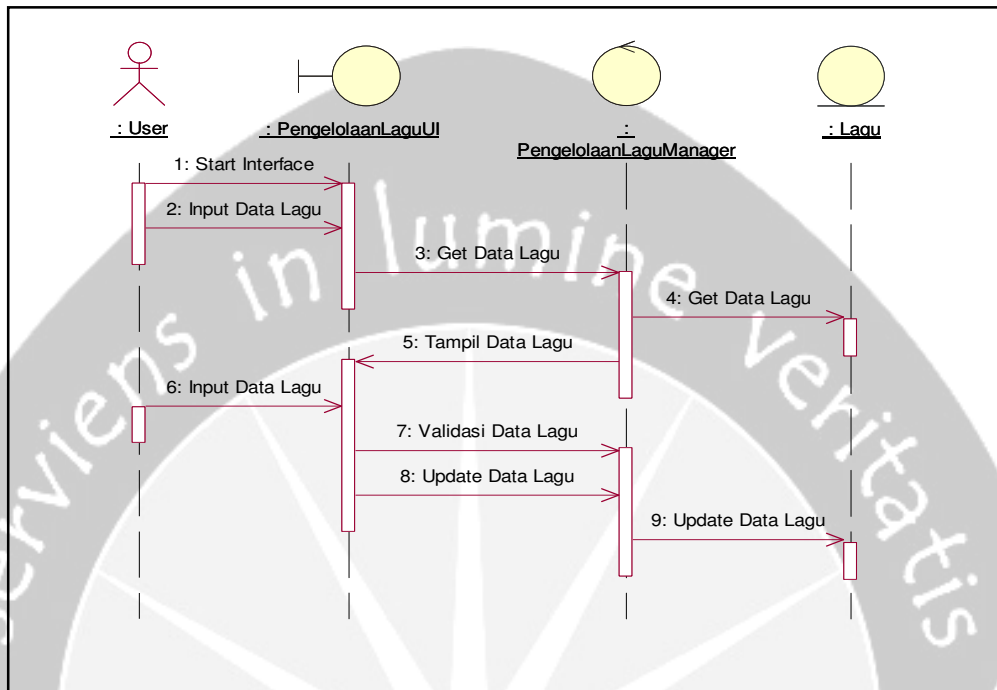 : User
: PengelolaanLaguUI
:
PengelolaanLaguManager
: Lagu
1: Start Interface
2: Input Data Lagu
3: Get Data Lagu
4: Get Data Lagu
5: Tampil Data Lagu
6: Input Data Lagu
7: Validasi Data Lagu
8: Update Data Lagu
9: Update Data Lagu
serviens in lumine veritatis